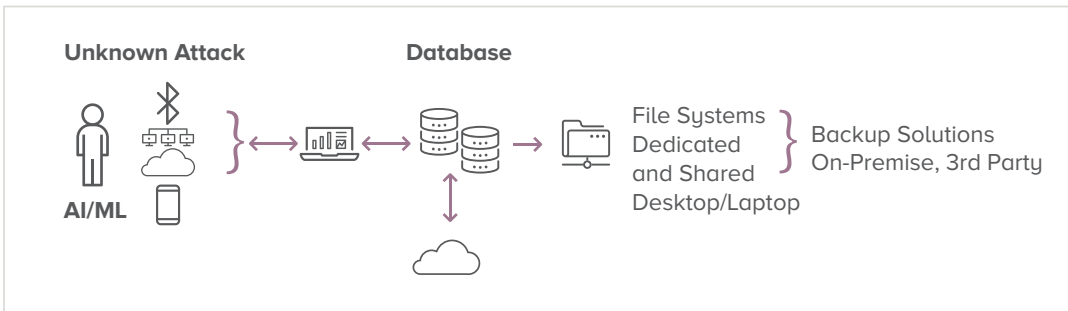 Unknown Attack
Database
AI/ML
File Systems
Dedicated
and Shared
Desktop/Laptop
Backup Solutions
On-Premise, 3rd Party